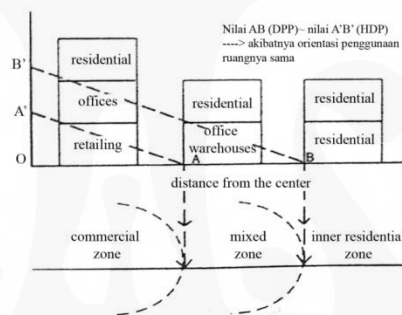 Nilai AB (DPP)~ nilai A'B' (HDP)
----> akibatnya orientasi penggunaan
ruangnya sama
B'
A'
O
residential
offices
retailing
residential
office
warehouses
residential
residential
A
B
distance from the center
commercial
zone
mixed
zone
inner residential
zone